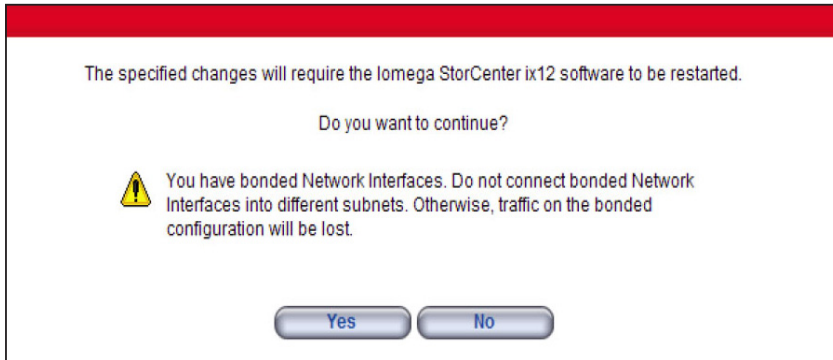 The specified changes will require the Iomega StorCenter ix12 software to be restarted.
Do you want to continue?
You have bonded Network Interfaces. Do not connect bonded Network
Interfaces into different subnets. Otherwise, traffic on the bonded
configuration will be lost.
Yes No